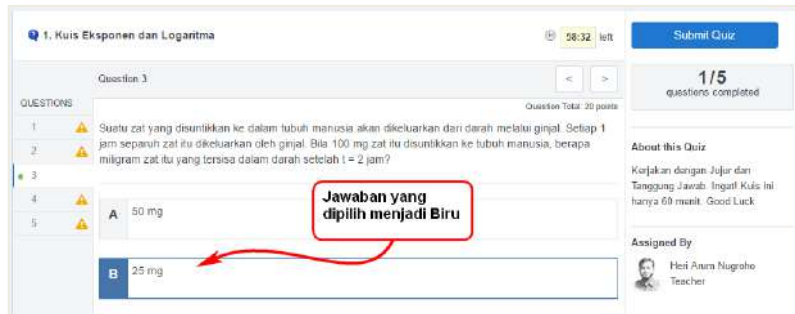 1. Kuis Eksponen dan Logaritma
58:32 left
Submit Quiz
Question 3
<
>
1/5
questions completed
QUESTIONS
Question Total: 20 points
1
2
3
4
5
Suatu zat yang disuntikkan ke dalam tubuh manusia akan dikeluarkan dari darah melalui ginjal. Setiap 1
jam separuh zat itu dikeluarkan oleh ginjal. Bila 100 mg zat itu disuntikkan ke tubuh manusia, berapa
miligram zat itu yang tersisa dalam darah setelah t = 2 jam?
A 50 mg
Jawaban yang
dipilih menjadi Biru
B 25 mg
About this Quiz
Kerjakan dengan Jujur dan
Tanggung Jawab. Ingat! Kuis ini
hanya 60 menit. Good Luck
Assigned By
Heri Arum Nugroho
Teacher